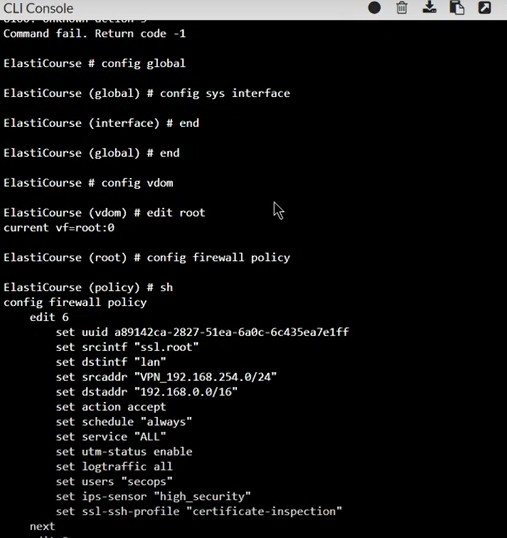 CLI Console
Command fail. Return code -1
ElastiCourse # config global
ElastiCourse (global) # config sys interface
ElastiCourse (interface) # end
ElastiCourse (global) # end
ElastiCourse # config vdom
ElastiCourse (vdom) # edit root
current vf=root:0
ElastiCourse (root) # config firewall policy
ElastiCourse (policy) # sh
config firewall policy
    edit 6
        set uuid a89142ca-2827-51ea-6a0c-6c435ea7e1ff
        set srcintf "ssl.root"
        set dstintf "lan"
        set srcaddr "VPN_192.168.254.0/24"
        set dstaddr "192.168.0.0/16"
        set action accept
        set schedule "always"
        set service "ALL"
        set utm-status enable
        set logtraffic all
        set users "secops"
        set ips-sensor "high_security"
        set ssl-ssh-profile "certificate-inspection"
    next